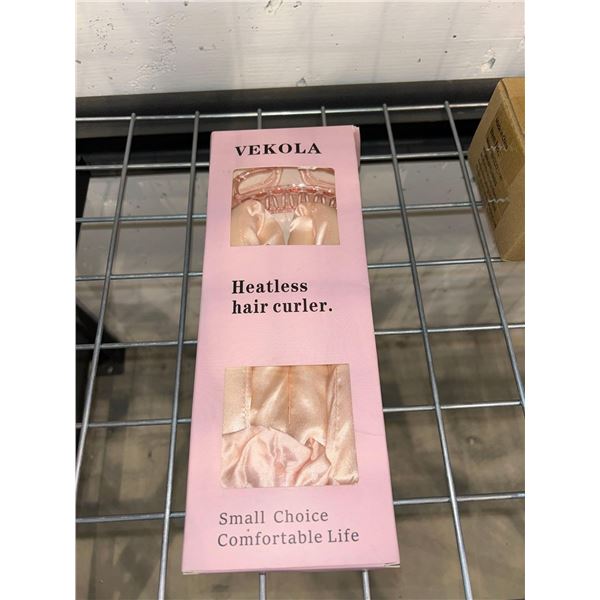 VEKOLA
Heatless
hair curler.
Small Choice
Comfortable Life